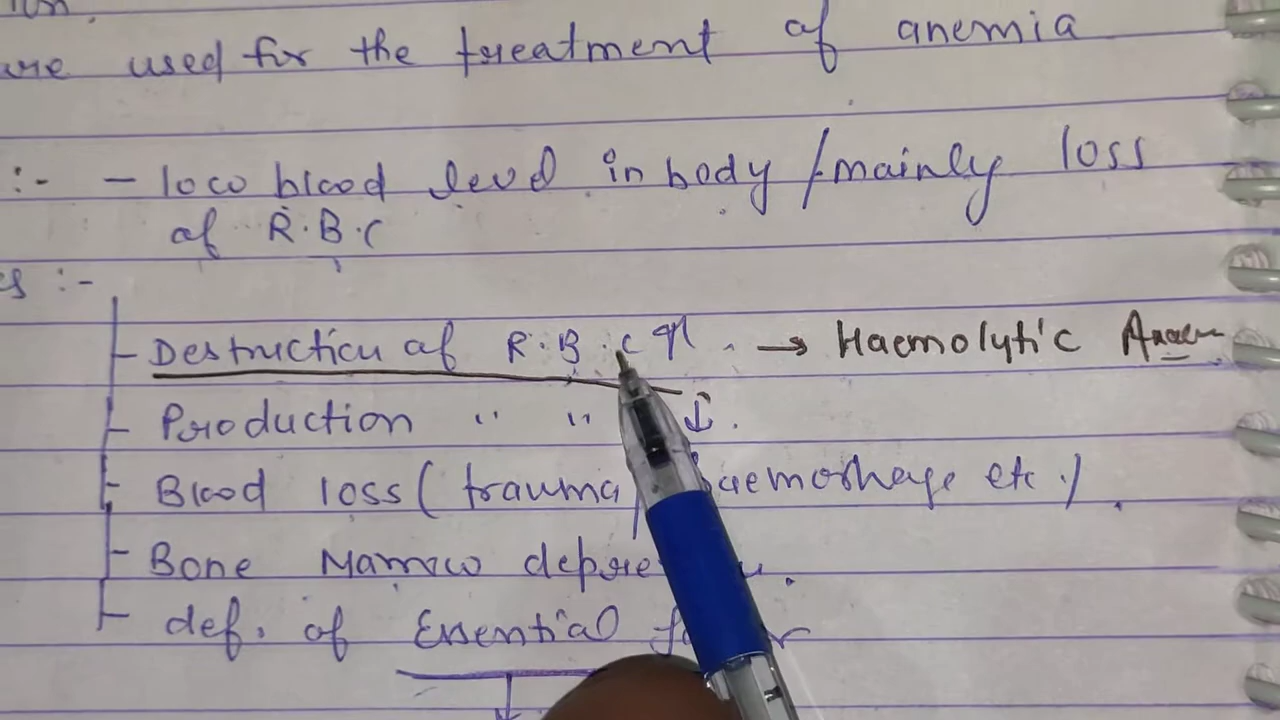 are used for the treatment of anemia
:- - low blood level in body / mainly loss
of R.B.C
:-
Destruction of R.B.C ↑. → Haemolytic
Production " " ↓.
Blood loss ( trauma / haemorhage etc.)
Bone Marrow
def. of Essential